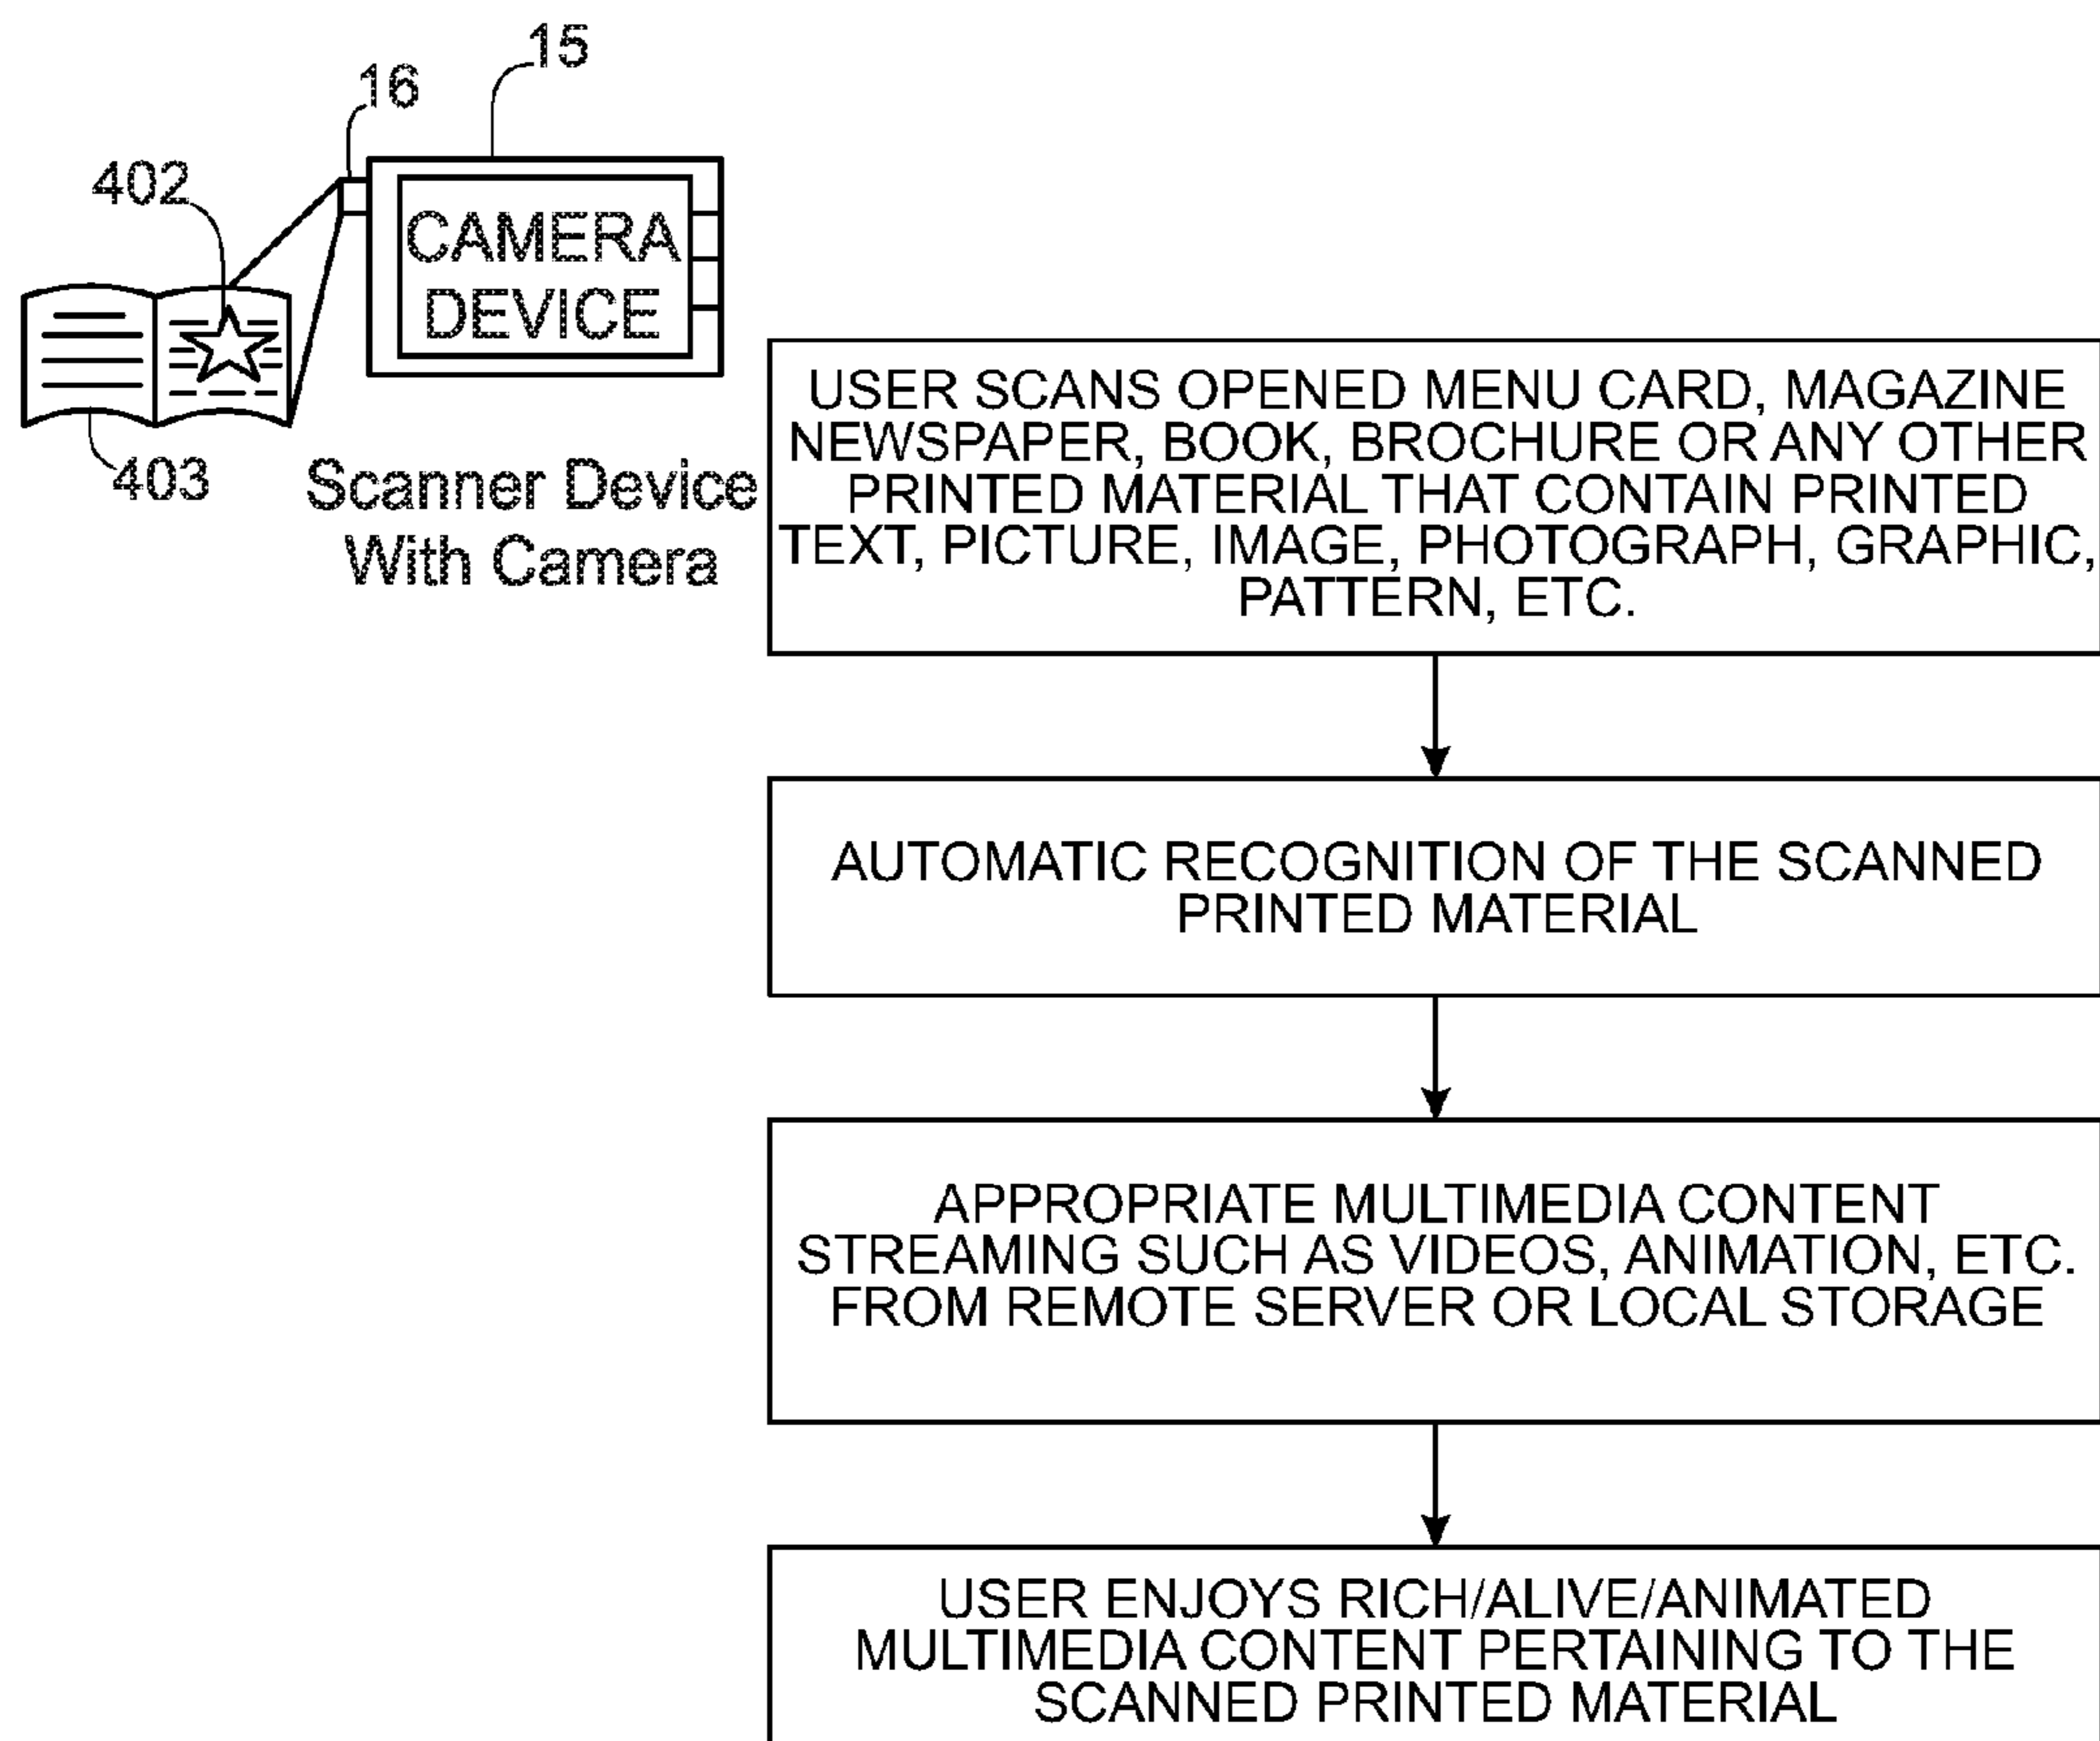 15
16
402
CAMERA
DEVICE
403
Scanner Device
With Camera
USER SCANS OPENED MENU CARD, MAGAZINE
NEWSPAPER, BOOK, BROCHURE OR ANY OTHER
PRINTED MATERIAL THAT CONTAIN PRINTED
TEXT, PICTURE, IMAGE, PHOTOGRAPH, GRAPHIC,
PATTERN, ETC.
AUTOMATIC RECOGNITION OF THE SCANNED
PRINTED MATERIAL
APPROPRIATE MULTIMEDIA CONTENT
STREAMING SUCH AS VIDEOS, ANIMATION, ETC.
FROM REMOTE SERVER OR LOCAL STORAGE
USER ENJOYS RICH/ALIVE/ANIMATED
MULTIMEDIA CONTENT PERTAINING TO THE
SCANNED PRINTED MATERIAL